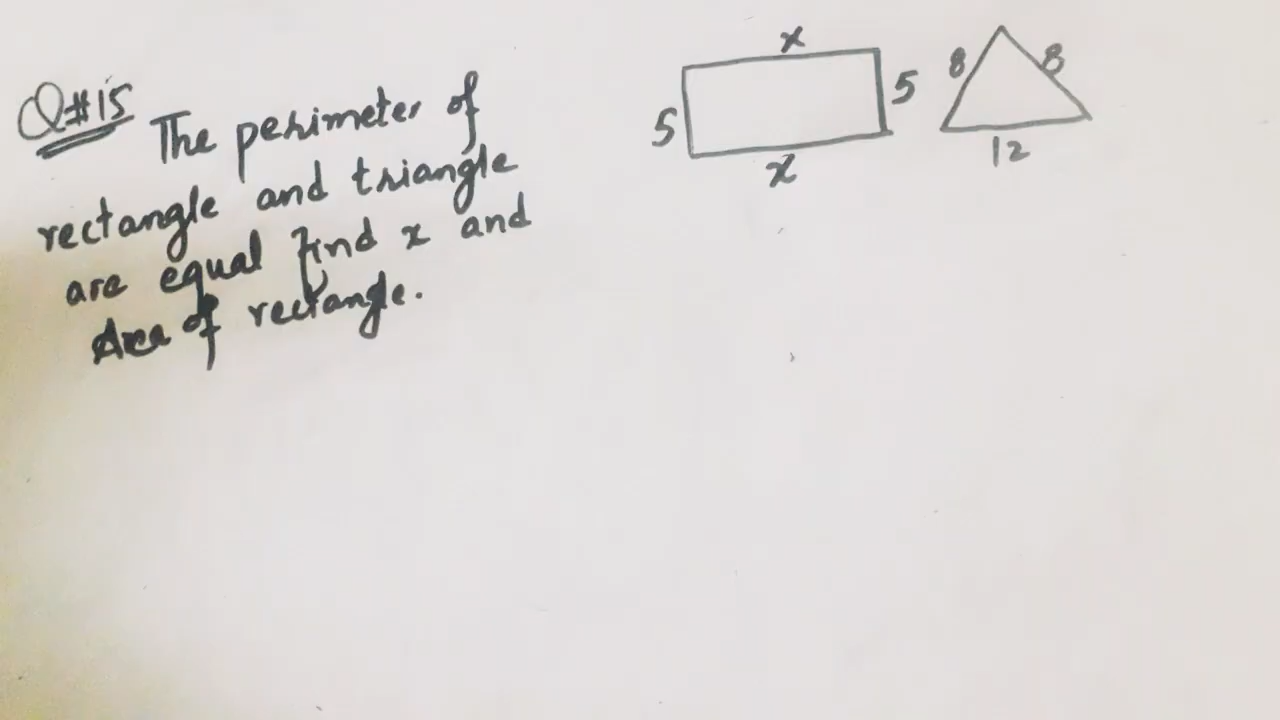 Q#15
The perimeter of
rectangle and triangle
are equal find x and
Area of rectangle.
x
5
5
x
8
8
12